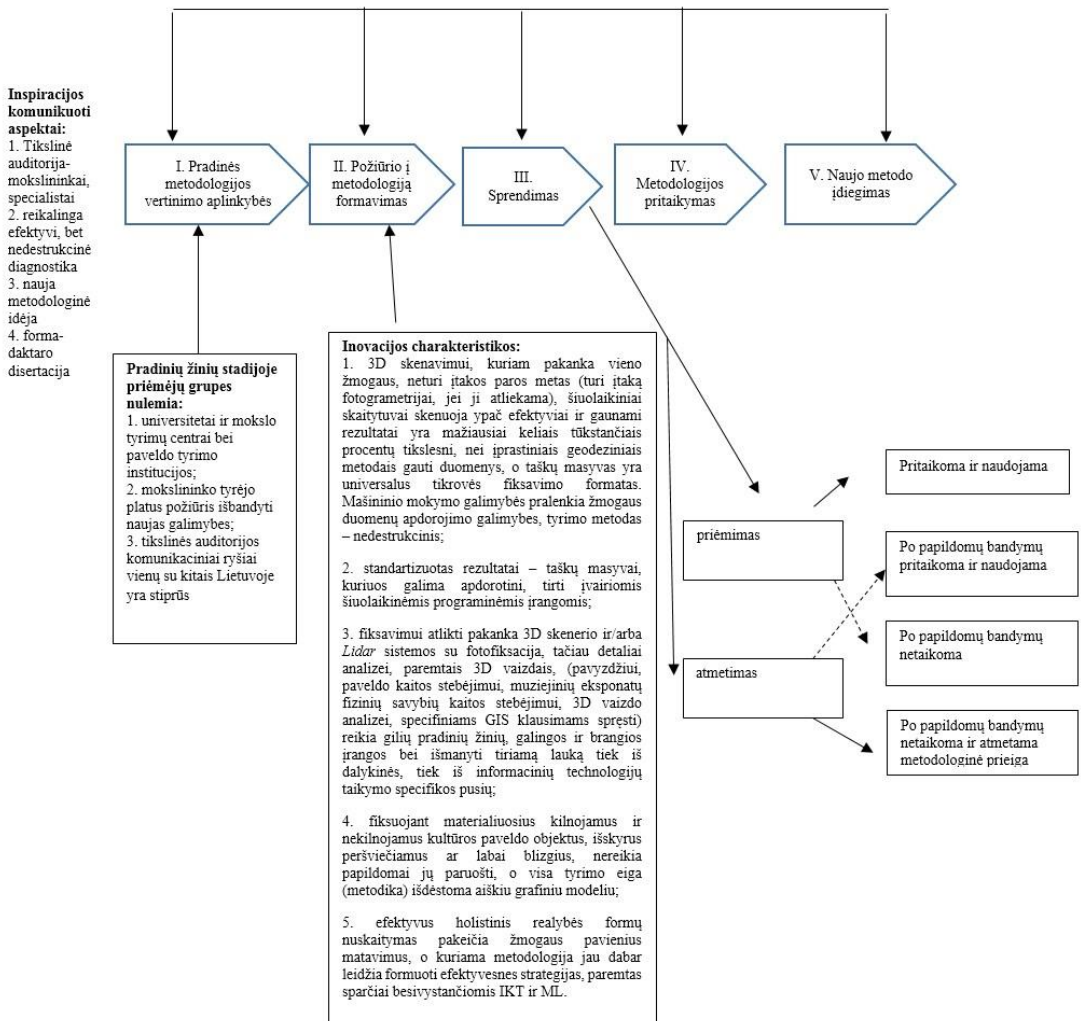 Inspiracijos
komunikuoti
aspektai:
1. Tikslinė
auditorija-
mokslininkai,
specialistai
2. reikalinga
efektyvi, bet
nedestrukcinė
diagnostika
3. nauja
metodologinė
idėja
4. forma-
daktaro
disertacija
I. Pradinės
metodologijos
vertinimo aplinkybės
II. Požiūrio į
metodologiją
formavimas
III.
Sprendimas
IV.
Metodologijos
pritaikymas
V. Naujo metodo
įdiegimas
Pradinių žinių stadijoje
priėmėjų grupes
nulemia:
1. universitetai ir mokslo
tyrimų centrai bei
paveldo tyrimo
institucijos;
2. mokslininko tyrėjo
platus požiūris išbandyti
naujas galimybes;
3. tikslinės auditorijos
komunikaciniai ryšiai
vienų su kitais Lietuvoje
yra stiprūs
Inovacijos charakteristikos:
1. 3D skenavimui, kuriam pakanka vieno
žmogaus, neturi įtakos paros metas (turi įtaką
fotogrametrijai, jei ji atliekama), šiuolaikiniai
skaitytuvai skenuoja ypač efektyviai ir gaunami
rezultatai yra mažiausiai keliais tūkstančiais
procentų tikslesni, nei įprastiniais geodeziniais
metodais gauti duomenys, o taškų masyvas yra
universalus tikrovės fiksavimo formatas.
Mašininio mokymo galimybės pralenkia žmogaus
duomenų apdorojimo galimybes, tyrimo metodas
– nedestrukcinis;
2. standartizuotas rezultatai – taškų masyvai,
kuriuos galima apdorotini, tirti įvairiomis
šiuolaikinėmis programinėmis įrangomis;
3. fiksavimui atlikti pakanka 3D skenerio ir/arba
Lidar sistemos su fotofiksacija, tačiau detaliai
analizei, paremtais 3D vaizdais, (pavyzdžiui,
paveldo kaitos stebėjimui, muziejinių eksponatų
fizinių savybių kaitos stebėjimui, 3D vaizdo
analizei, specifiniams GIS klausimams spręsti)
reikia gilių pradinių žinių, galingos ir brangios
įrangos bei išmanyti tiriamą lauką tiek iš
dalykinės, tiek iš informacinių technologijų
taikymo specifikos pusių;
4. fiksuojant materialiuosius kilnojamus ir
nekilnojamus kultūros paveldo objektus, išskyrus
peršviečiamus ar labai blizgius, nereikia
papildomai jų paruošti, o visa tyrimo eiga
(metodika) išdėstoma aiškiu grafiniu modeliu;
5. efektyvus holistinis realybės formų
nuskaitymas pakeičia žmogaus pavienius
matavimus, o kuriama metodologija jau dabar
leidžia formuoti efektyvesnes strategijas, paremtas
sparčiai besivystančiomis IKT ir ML.
priėmimas
atmetimas
Pritaikoma ir naudojama
Po papildomų bandymų
pritaikoma ir naudojama
Po papildomų bandymų
netaikoma
Po papildomų bandymų
netaikoma ir atmetama
metodologinė prieiga